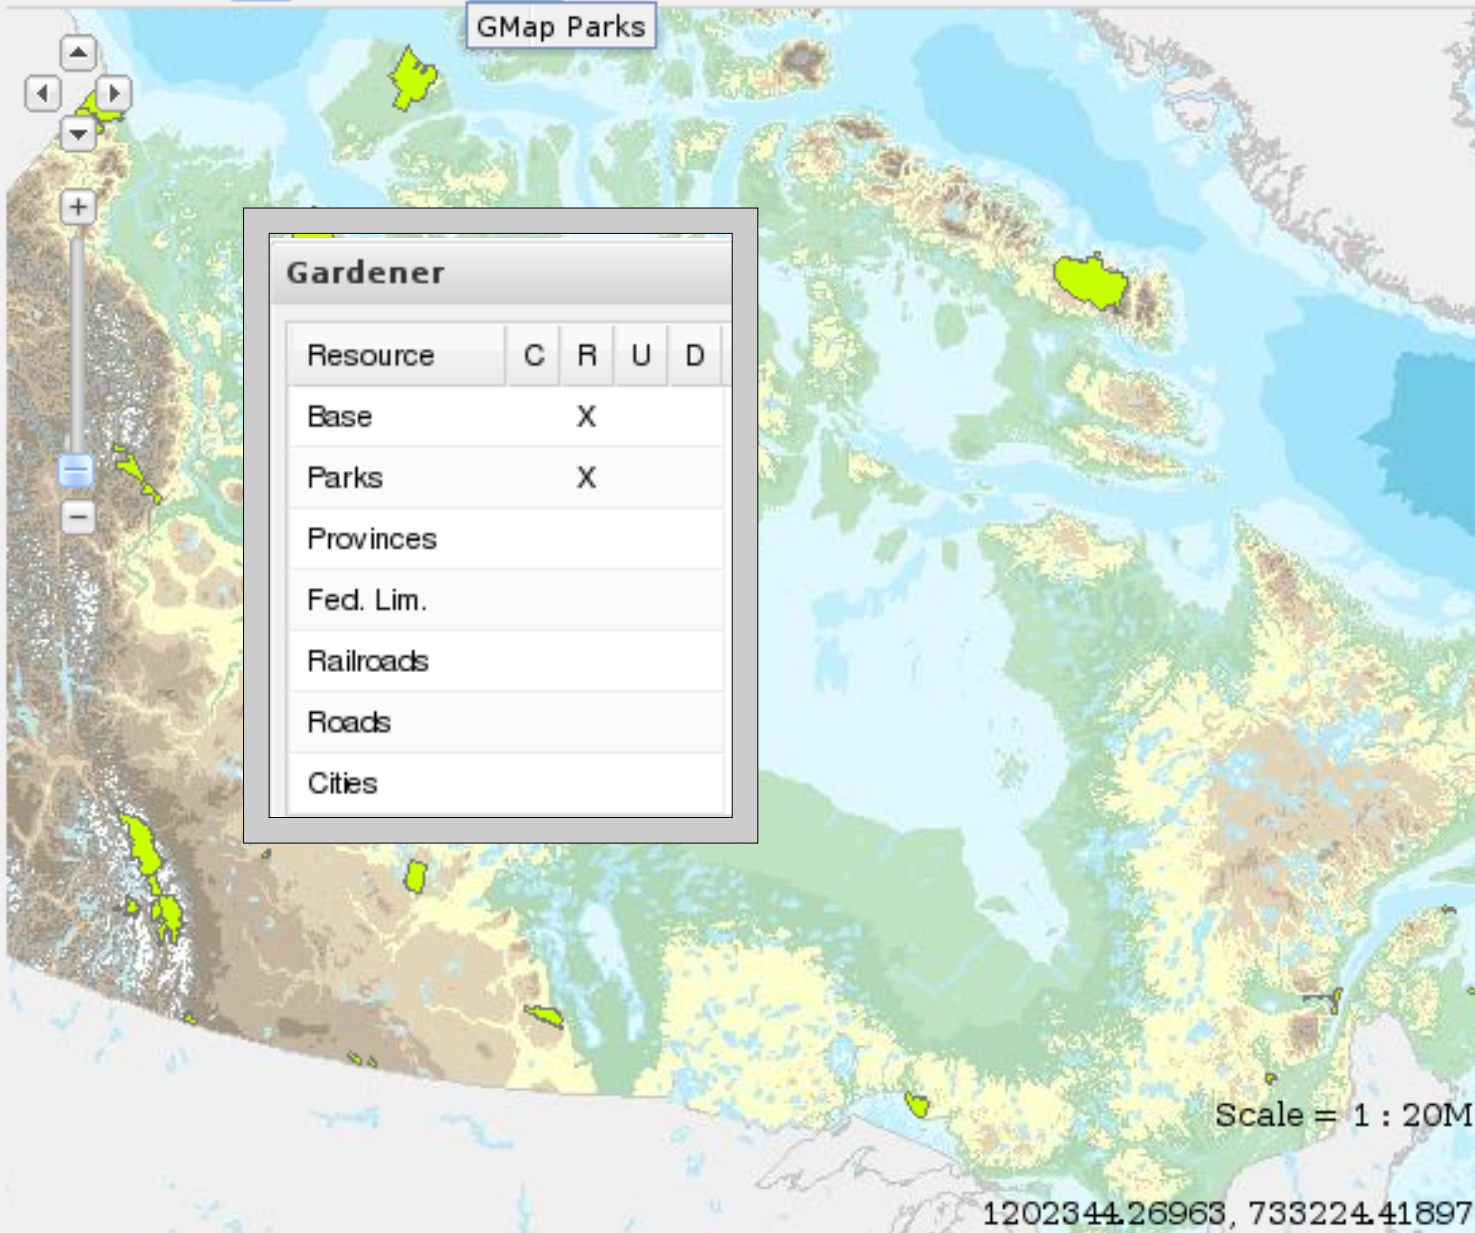 GMap Parks
Gardener
Resource C R U D
Base X
Parks X
Provinces
Fed. Lim.
Railroads
Roads
Cities
Scale = 1 : 20M
1202344.26963, 733224.41897